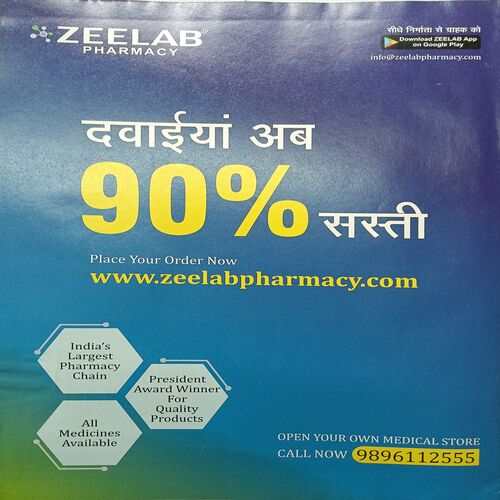 ZEELAB
PHARMACY
सीधे निर्माता से ग्राहक को
Download ZEELAB App
on Google Play
info@zeelabpharmacy.com
दवाईयां अब
90% सस्ती
Place Your Order Now
www.zeelabpharmacy.com
India's
Largest
Pharmacy
Chain
President
Award Winner
For
Quality
Products
All
Medicines
Available
OPEN YOUR OWN MEDICAL STORE
CALL NOW 9896112555